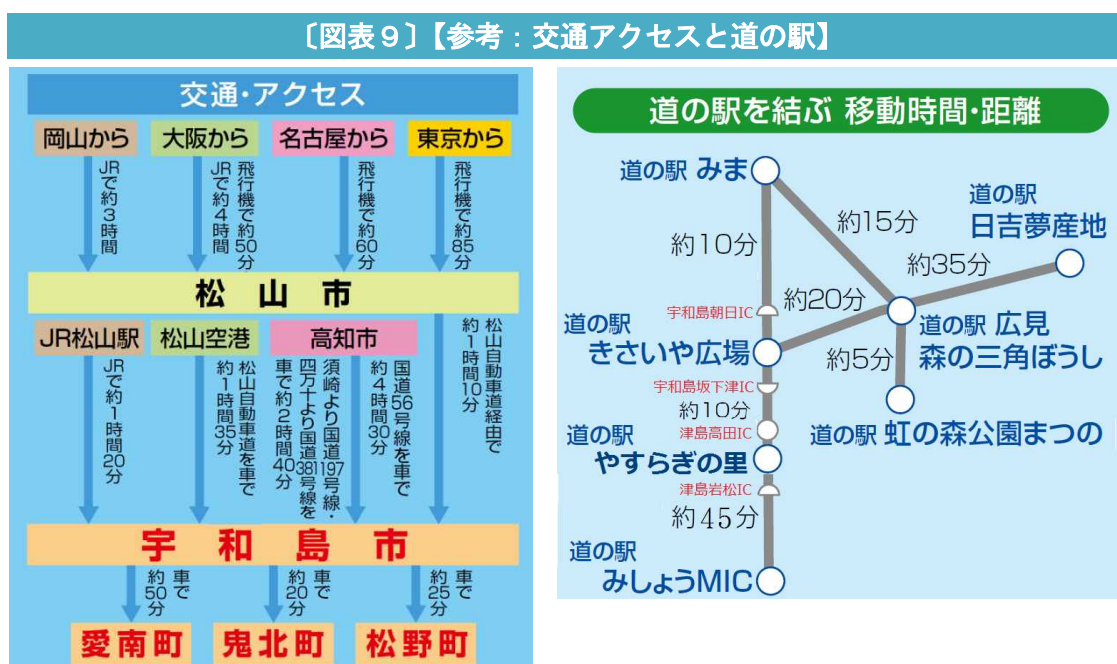 〔図表９〕【参考：交通アクセスと道の駅】
交通･アクセス
岡山から
大阪から
名古屋から
東京から
JRで約3時間
飛行機で約50分
JRで約4時間
飛行機で約60分
飛行機で約85分
松山市
JR松山駅
松山空港
高知市
JRで約1時間20分
松山自動車道を車で
約1時間35分
須崎より国道197号線・
四万十より国道381号線を
車で約2時間40分
国道56号線を車で
約4時間30分
松山自動車道経由で
約1時間10分
宇和島市
車で
約50分
車で
約20分
車で
約25分
愛南町
鬼北町
松野町
道の駅を結ぶ 移動時間･距離
道の駅 みま
道の駅
日吉夢産地
約15分
約10分
約35分
約20分
宇和島朝日IC
道の駅
きさいや広場
道の駅 広見
森の三角ぼうし
約5分
宇和島坂下津IC
約10分
津島高田IC
道の駅 虹の森公園まつの
道の駅
やすらぎの里
津島岩松IC
約45分
道の駅
みしょうMIC